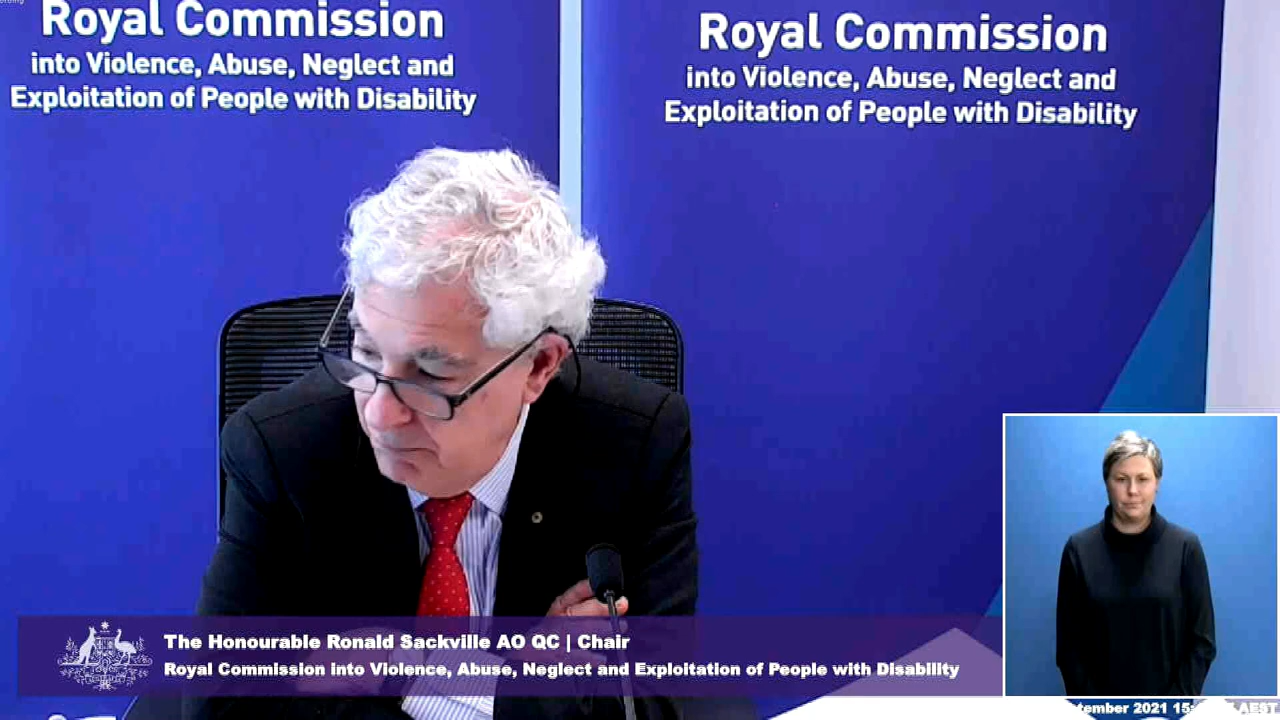 Royal Commission
into Violence, Abuse, Neglect and
Exploitation of People with Disability
Royal Commission
into Violence, Abuse, Neglect and
Exploitation of People with Disability
The Honourable Ronald Sackville AO QC | Chair
Royal Commission into Violence, Abuse, Neglect and Exploitation of People with Disability
2021
AEST